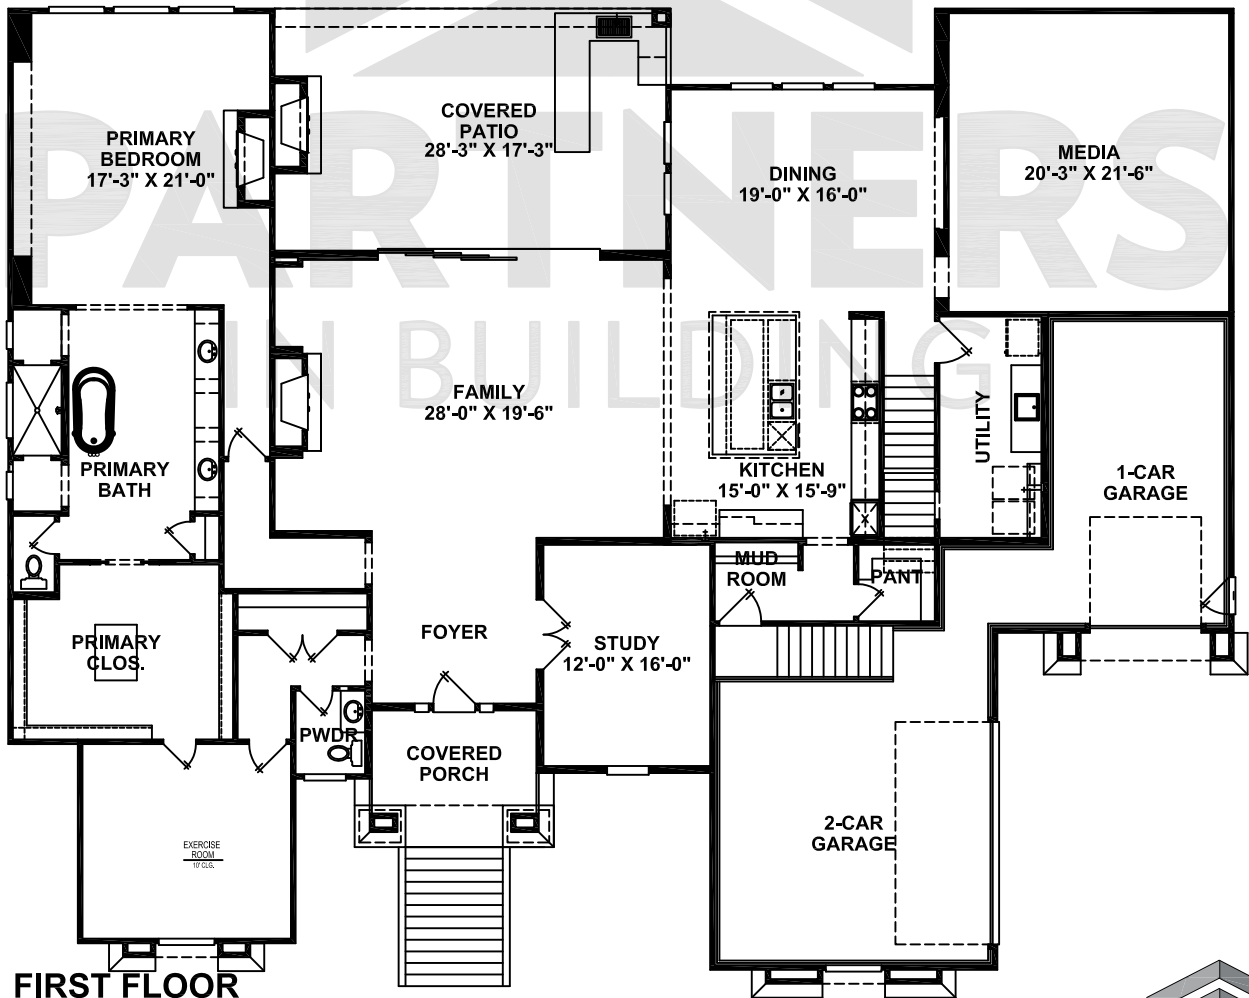 PARTNERS
IN BUILDING
PRIMARY
BEDROOM
17'-3" X 21'-0"
COVERED
PATIO
28'-3" X 17'-3"
DINING
19'-0" X 16'-0"
MEDIA
20'-3" X 21'-6"
FAMILY
28'-0" X 19'-6"
KITCHEN
15'-0" X 15'-9"
UTILITY
1-CAR
GARAGE
PRIMARY
BATH
MUD
ROOM
PANT
PRIMARY
CLOS.
FOYER
STUDY
12'-0" X 16'-0"
PWDR
COVERED
PORCH
2-CAR
GARAGE
EXERCISE
ROOM
10' CLG.
FIRST FLOOR